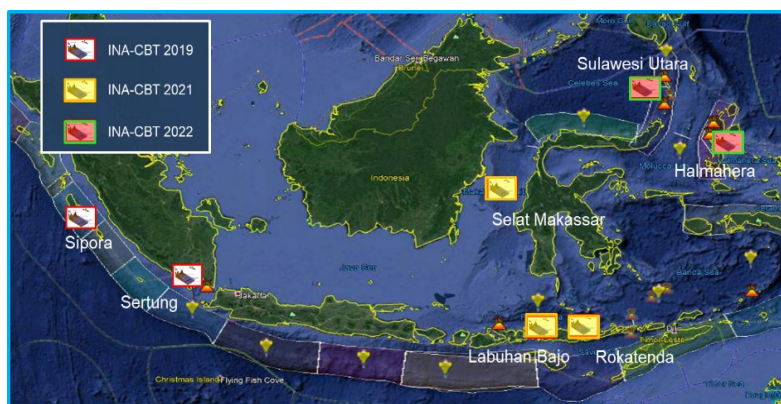 INA-CBT 2019
INA-CBT 2021
INA-CBT 2022
Bandar Seri Begawan
Brunei
Sulawesi Utara
Celebes Sea
Halmahera
Indonesia
Selat Makassar
Sipora
Sertung
Jakarta
Java Sea
Banda Sea
Labuhan Bajo
Rokatenda
Christmas Island
Flying Fish Cove